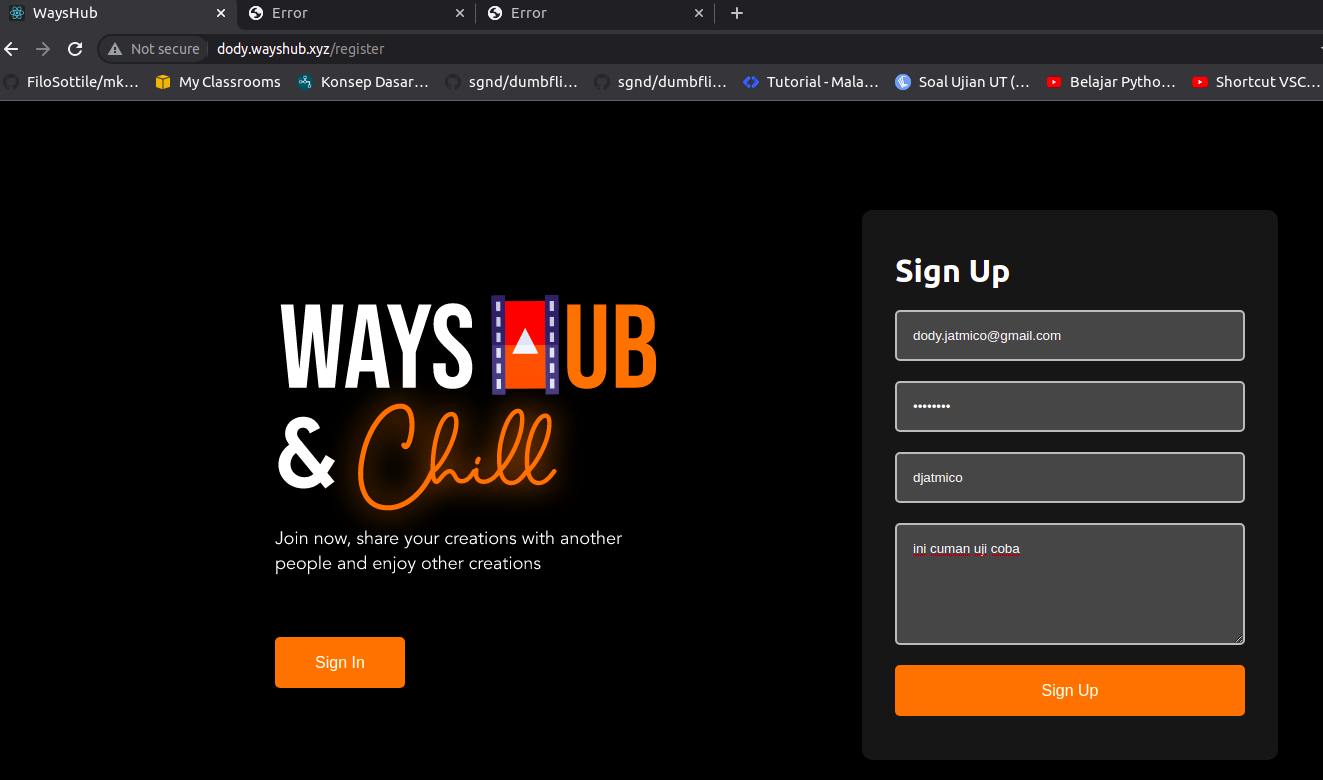 WaysHub
Error
Error
Not secure
dody.wayshub.xyz/register
FiloSottile/mk...
My Classrooms
Konsep Dasar...
sgnd/dumbfli...
sgnd/dumbfli...
Tutorial - Mala...
Soal Ujian UT (...
Belajar Pytho...
Shortcut VSC...
WAYS HUB
& Chill
Join now, share your creations with another
people and enjoy other creations
Sign In
Sign Up
dody.jatmico@gmail.com
••••••••
djatmico
ini cuman uji coba
Sign Up